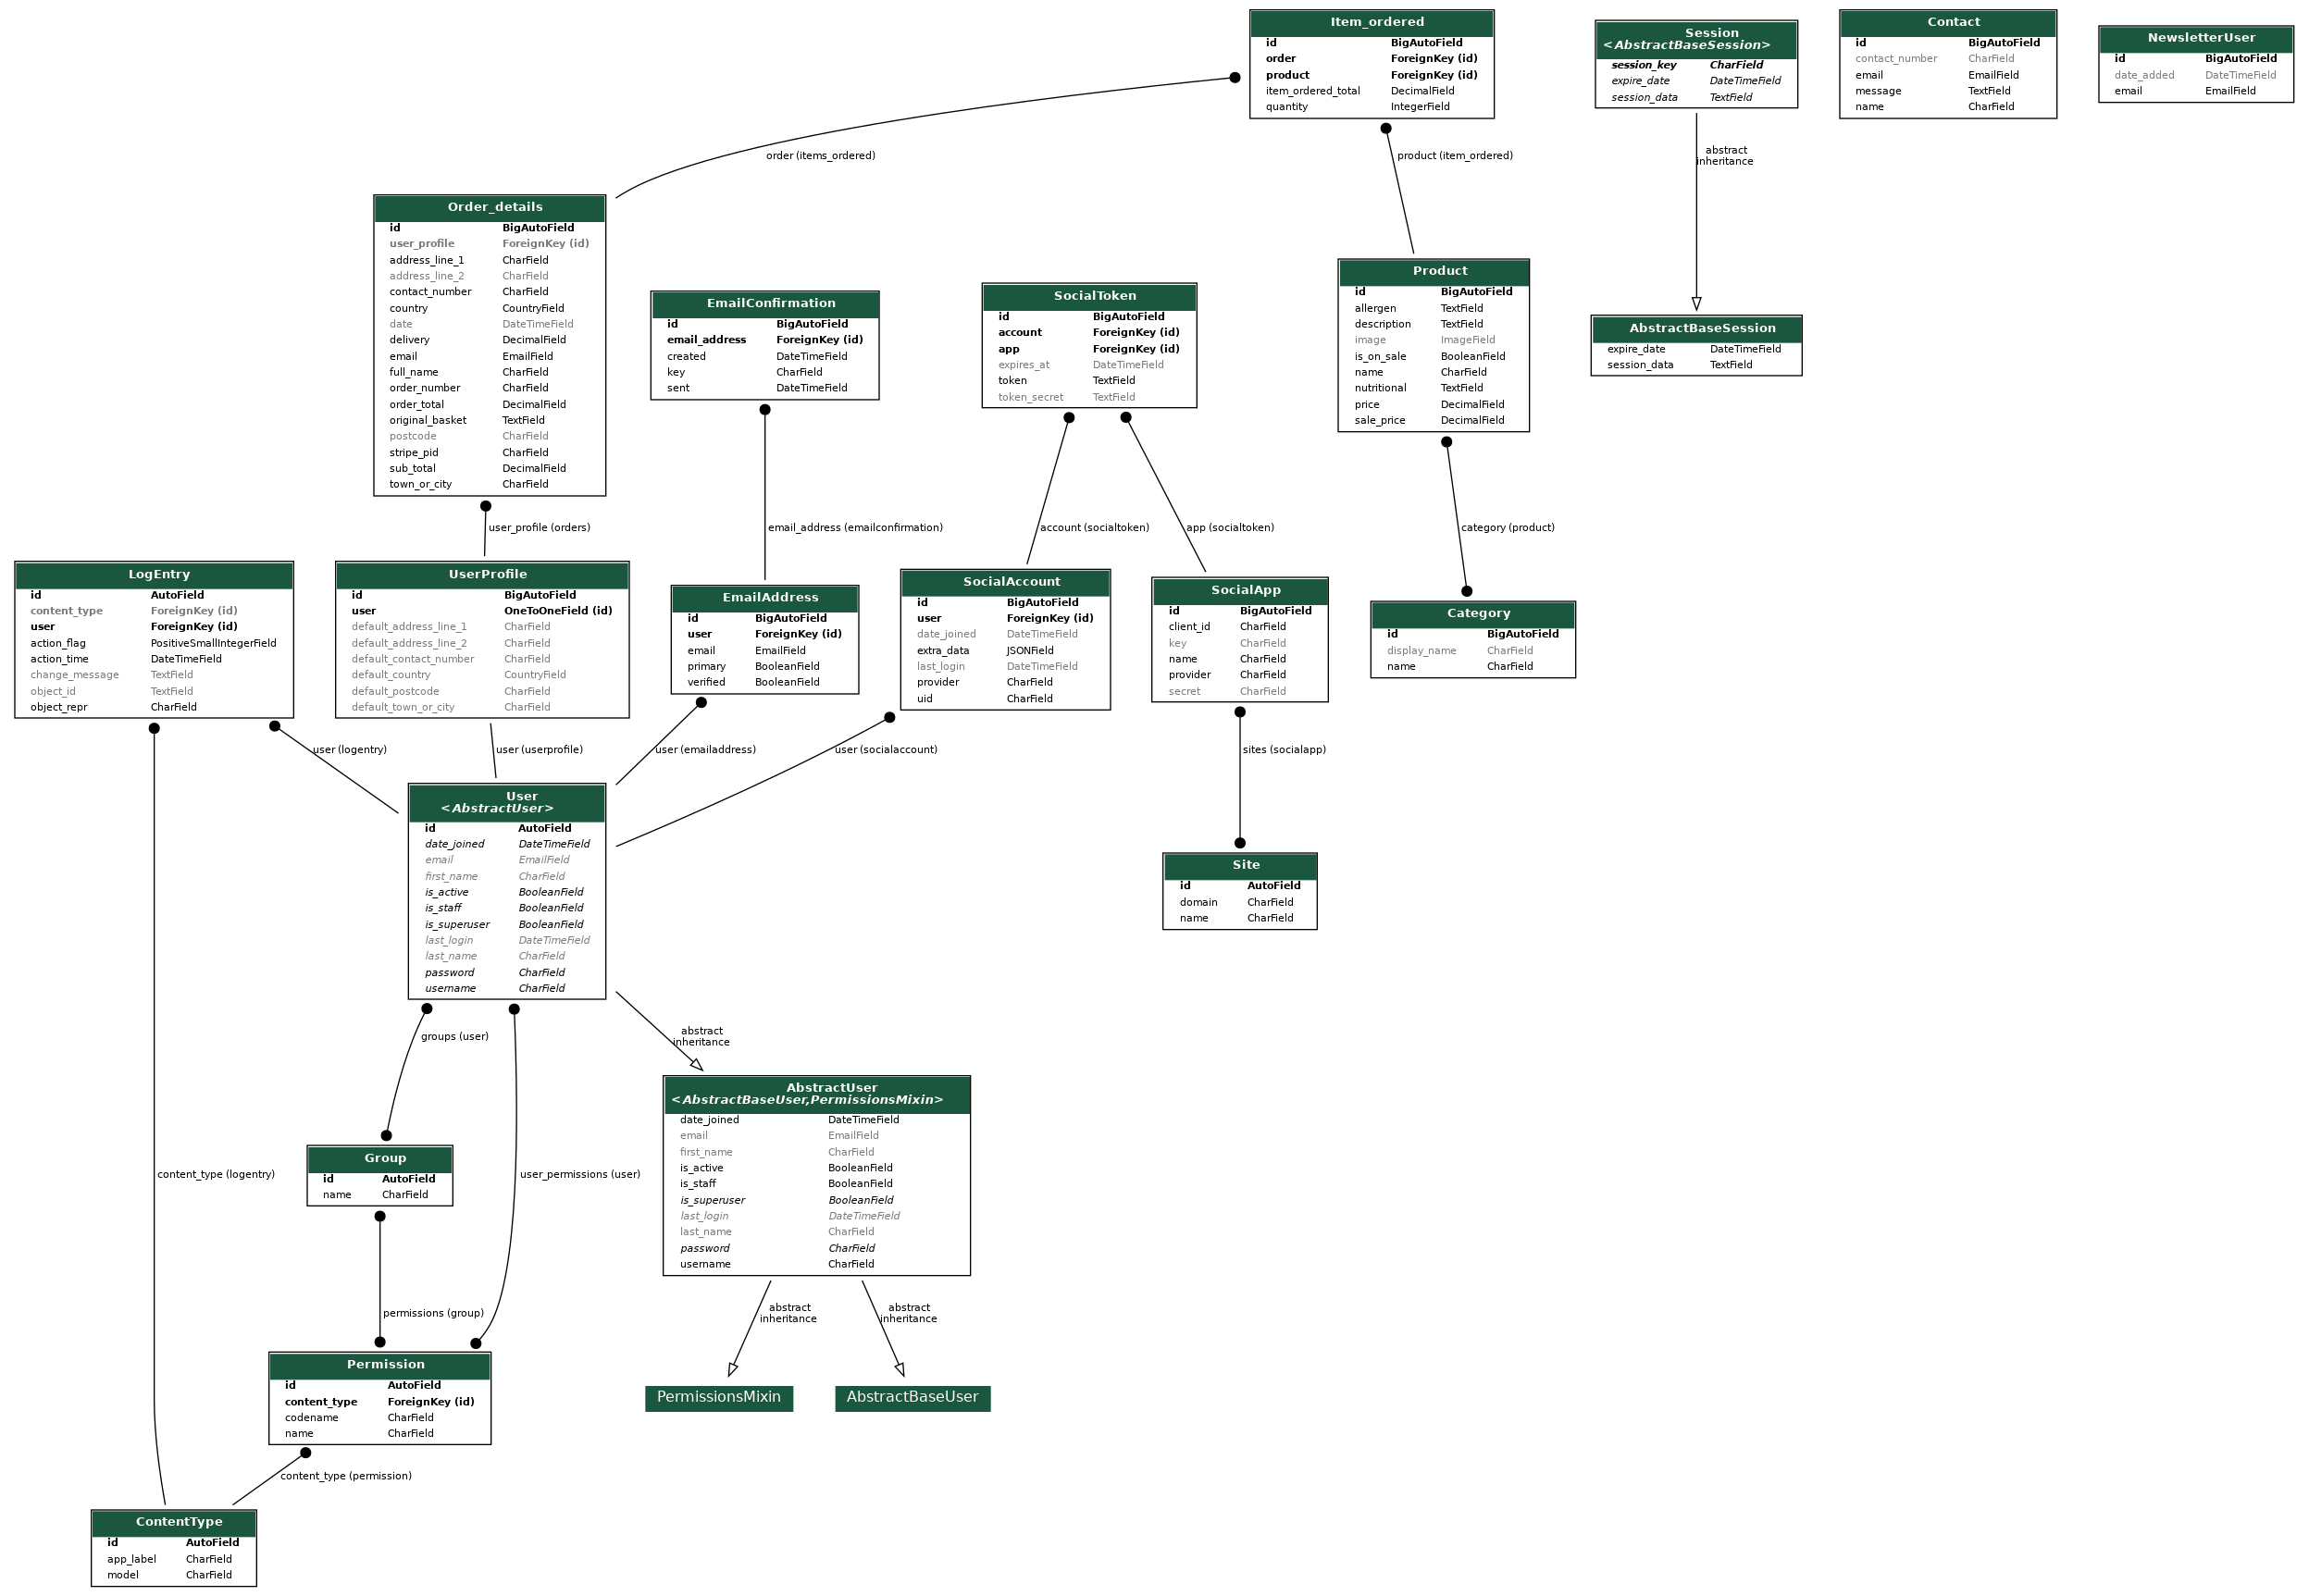 Item_ordered
id BigAutoField
order ForeignKey (id)
product ForeignKey (id)
item_ordered_total DecimalField
quantity IntegerField
Session
<AbstractBaseSession>
session_key CharField
expire_date DateTimeField
session_data TextField
Contact
id BigAutoField
contact_number CharField
email EmailField
message TextField
name CharField
NewsletterUser
id BigAutoField
date_added DateTimeField
email EmailField
order (items_ordered)
product (item_ordered)
abstract
inheritance
Order_details
id BigAutoField
user_profile ForeignKey (id)
address_line_1 CharField
address_line_2 CharField
contact_number CharField
country CountryField
date DateTimeField
delivery DecimalField
email EmailField
full_name CharField
order_number CharField
order_total DecimalField
original_basket TextField
postcode CharField
stripe_pid CharField
sub_total DecimalField
town_or_city CharField
EmailConfirmation
id BigAutoField
email_address ForeignKey (id)
created DateTimeField
key CharField
sent DateTimeField
SocialToken
id BigAutoField
account ForeignKey (id)
app ForeignKey (id)
expires_at DateTimeField
token TextField
token_secret TextField
Product
id BigAutoField
allergen TextField
description TextField
image ImageField
is_on_sale BooleanField
name CharField
nutritional TextField
price DecimalField
sale_price DecimalField
AbstractBaseSession
expire_date DateTimeField
session_data TextField
user_profile (orders)
email_address (emailconfirmation)
account (socialtoken)
app (socialtoken)
category (product)
LogEntry
id AutoField
content_type ForeignKey (id)
user ForeignKey (id)
action_flag PositiveSmallIntegerField
action_time DateTimeField
change_message TextField
object_id TextField
object_repr CharField
UserProfile
id BigAutoField
user OneToOneField (id)
default_address_line_1 CharField
default_address_line_2 CharField
default_contact_number CharField
default_country CountryField
default_postcode CharField
default_town_or_city CharField
EmailAddress
id BigAutoField
user ForeignKey (id)
email EmailField
primary BooleanField
verified BooleanField
SocialAccount
id BigAutoField
user ForeignKey (id)
date_joined DateTimeField
extra_data JSONField
last_login DateTimeField
provider CharField
uid CharField
SocialApp
id BigAutoField
client_id CharField
key CharField
name CharField
provider CharField
secret CharField
Category
id BigAutoField
display_name CharField
name CharField
user (logentry)
user (userprofile)
user (emailaddress)
user (socialaccount)
sites (socialapp)
User
<AbstractUser>
id AutoField
date_joined DateTimeField
email EmailField
first_name CharField
is_active BooleanField
is_staff BooleanField
is_superuser BooleanField
last_login DateTimeField
last_name CharField
password CharField
username CharField
Site
id AutoField
domain CharField
name CharField
groups (user)
abstract
inheritance
AbstractUser
<AbstractBaseUser,PermissionsMixin>
date_joined DateTimeField
email EmailField
first_name CharField
is_active BooleanField
is_staff BooleanField
is_superuser BooleanField
last_login DateTimeField
last_name CharField
password CharField
username CharField
Group
id AutoField
name CharField
content_type (logentry)
user_permissions (user)
permissions (group)
abstract
inheritance
abstract
inheritance
Permission
id AutoField
content_type ForeignKey (id)
codename CharField
name CharField
PermissionsMixin
AbstractBaseUser
content_type (permission)
ContentType
id AutoField
app_label CharField
model CharField